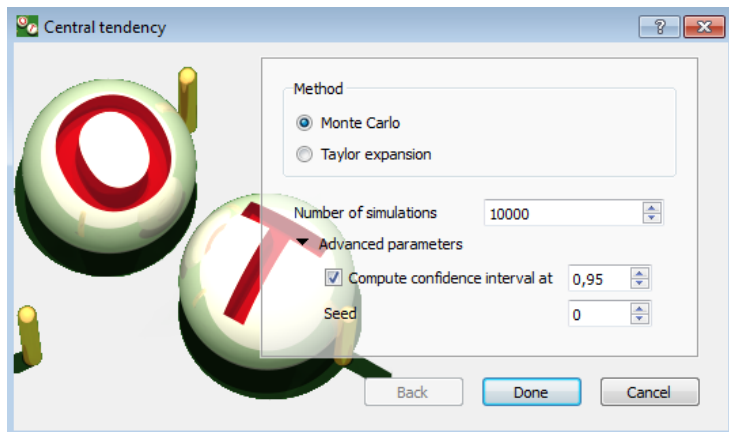 Central tendency
Method
Monte Carlo
Taylor expansion
Number of simulations 10000
Advanced parameters
Compute confidence interval at 0,95
Seed 0
O
T
Back Done Cancel